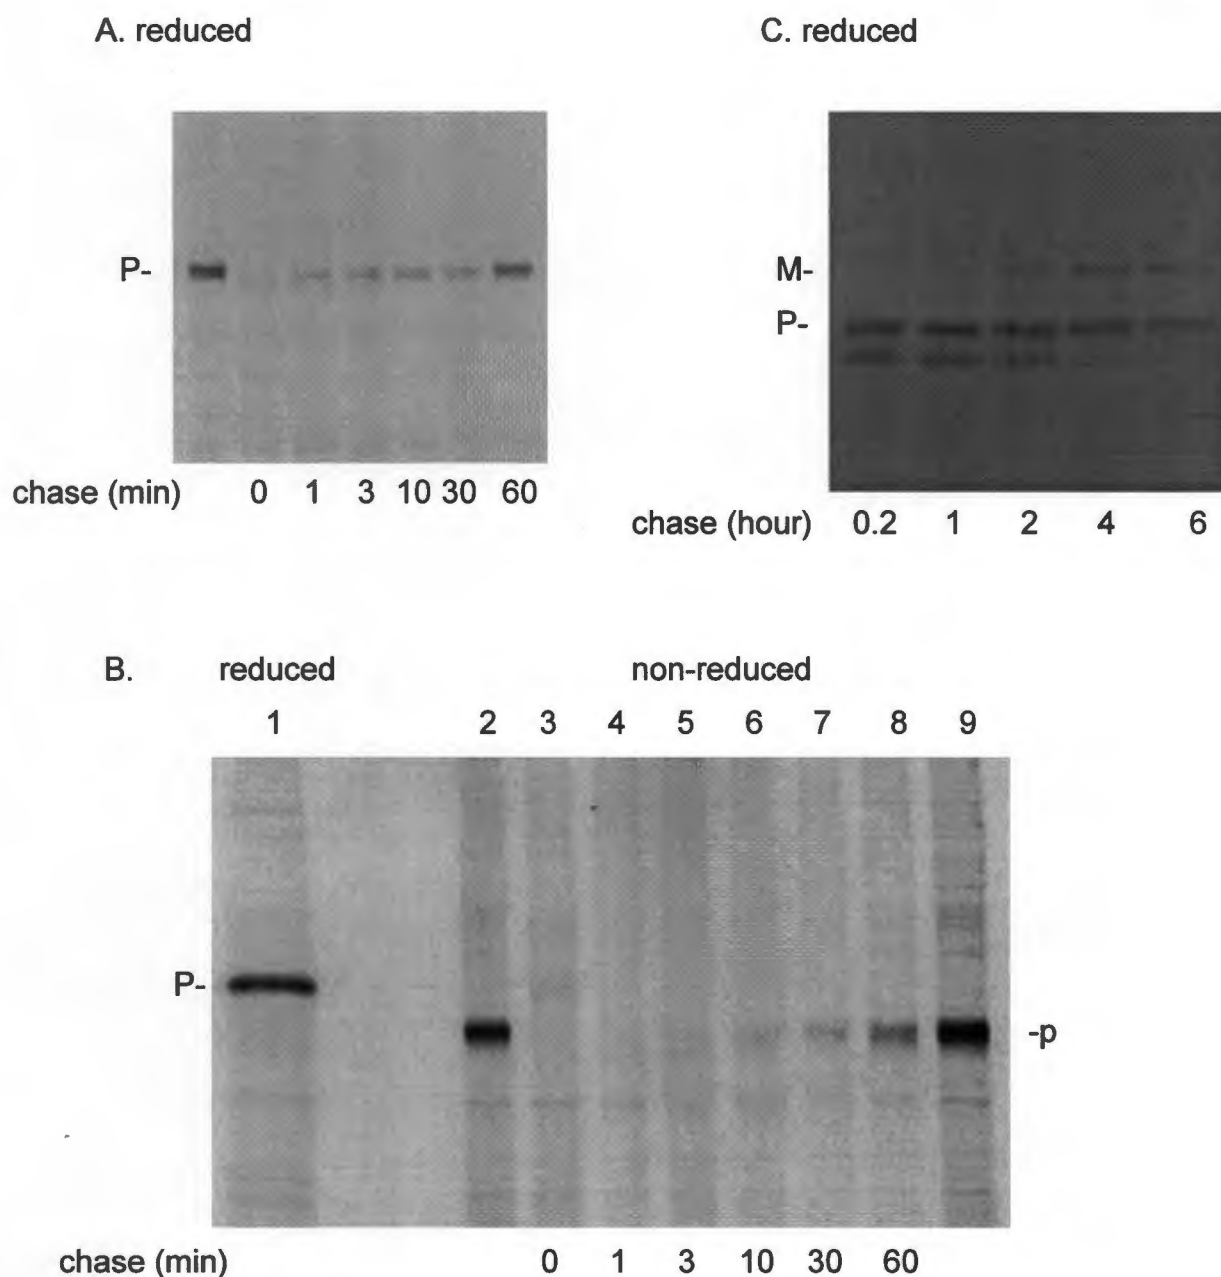 A. reduced
P-
chase (min) 0 1 3 10 30 60
C. reduced
M-
P-
chase (hour) 0.2 1 2 4 6
B. reduced non-reduced
1 2 3 4 5 6 7 8 9
P-
-p
chase (min) 0 1 3 10 30 60